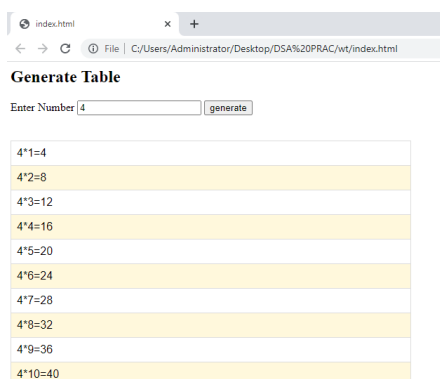 index.html
File C:/Users/Administrator/Desktop/DSA%20PRAC/wt/index.html
Generate Table
Enter Number 4 generate
4*1=4
4*2=8
4*3=12
4*4=16
4*5=20
4*6=24
4*7=28
4*8=32
4*9=36
4*10=40